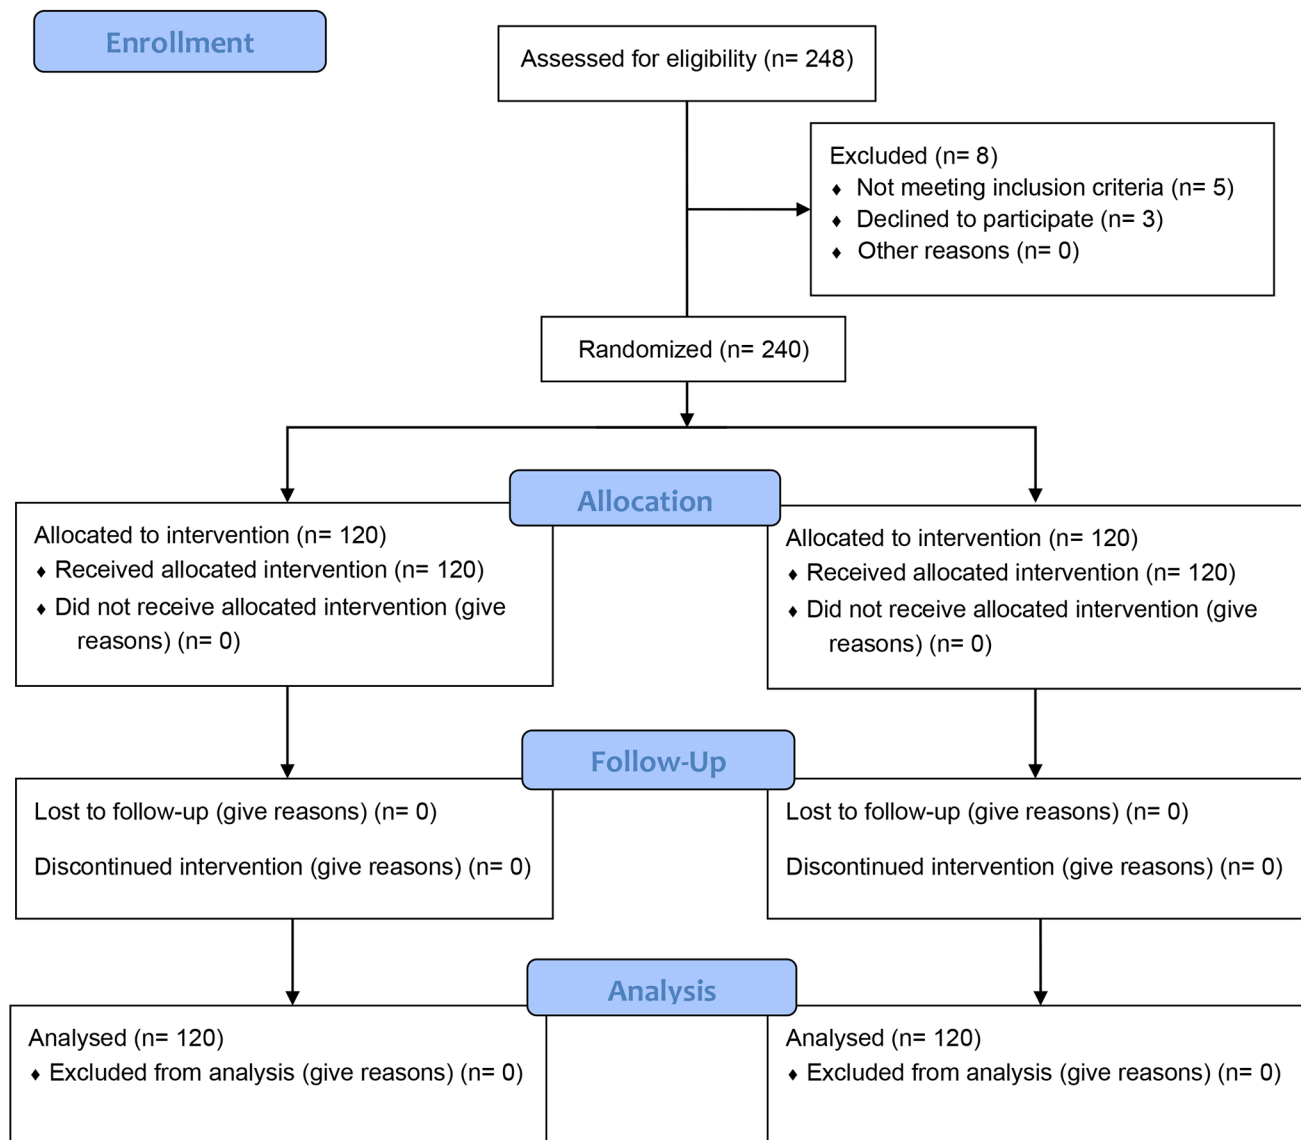 Enrollment
Assessed for eligibility (n= 248)
Excluded (n= 8)
♦ Not meeting inclusion criteria (n= 5)
♦ Declined to participate (n= 3)
♦ Other reasons (n= 0)
Randomized (n= 240)
Allocation
Allocated to intervention (n= 120)
♦ Received allocated intervention (n= 120)
♦ Did not receive allocated intervention (give
reasons) (n= 0)
Allocated to intervention (n= 120)
♦ Received allocated intervention (n= 120)
♦ Did not receive allocated intervention (give
reasons) (n= 0)
Follow-Up
Lost to follow-up (give reasons) (n= 0)
Discontinued intervention (give reasons) (n= 0)
Lost to follow-up (give reasons) (n= 0)
Discontinued intervention (give reasons) (n= 0)
Analysis
Analysed (n= 120)
♦ Excluded from analysis (give reasons) (n= 0)
Analysed (n= 120)
♦ Excluded from analysis (give reasons) (n= 0)